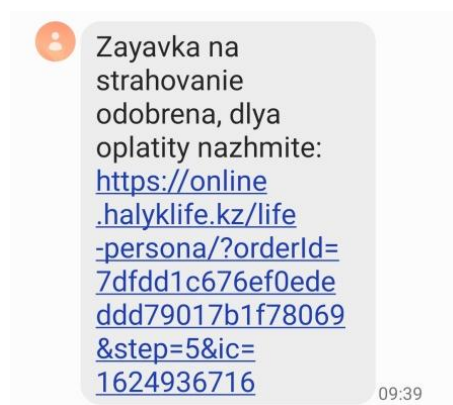 Zayavka na
strahovanie
odobrena, dlya
oplatity nazhmite:
https://online
.halyklife.kz/life
-persona/?orderId=
7dfdd1c676ef0ede
ddd79017b1f78069
&step=5&ic=
1624936716
09:39